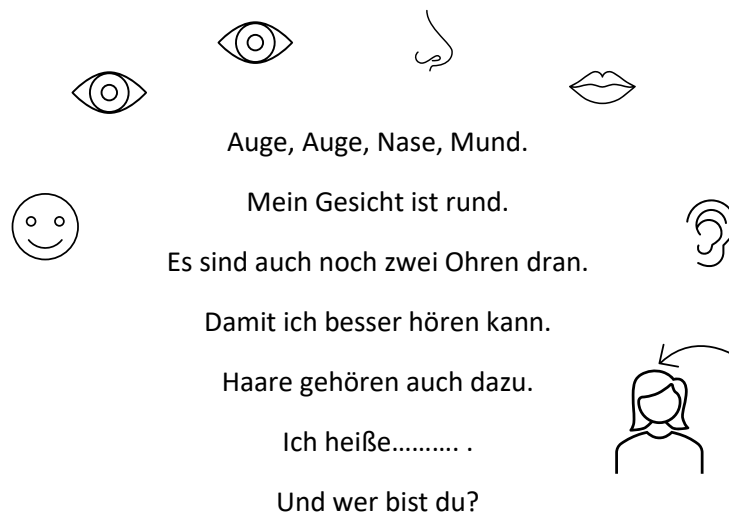 Auge, Auge, Nase, Mund.
Mein Gesicht ist rund.
Es sind auch noch zwei Ohren dran.
Damit ich besser hören kann.
Haare gehören auch dazu.
Ich heiße………. .
Und wer bist du?